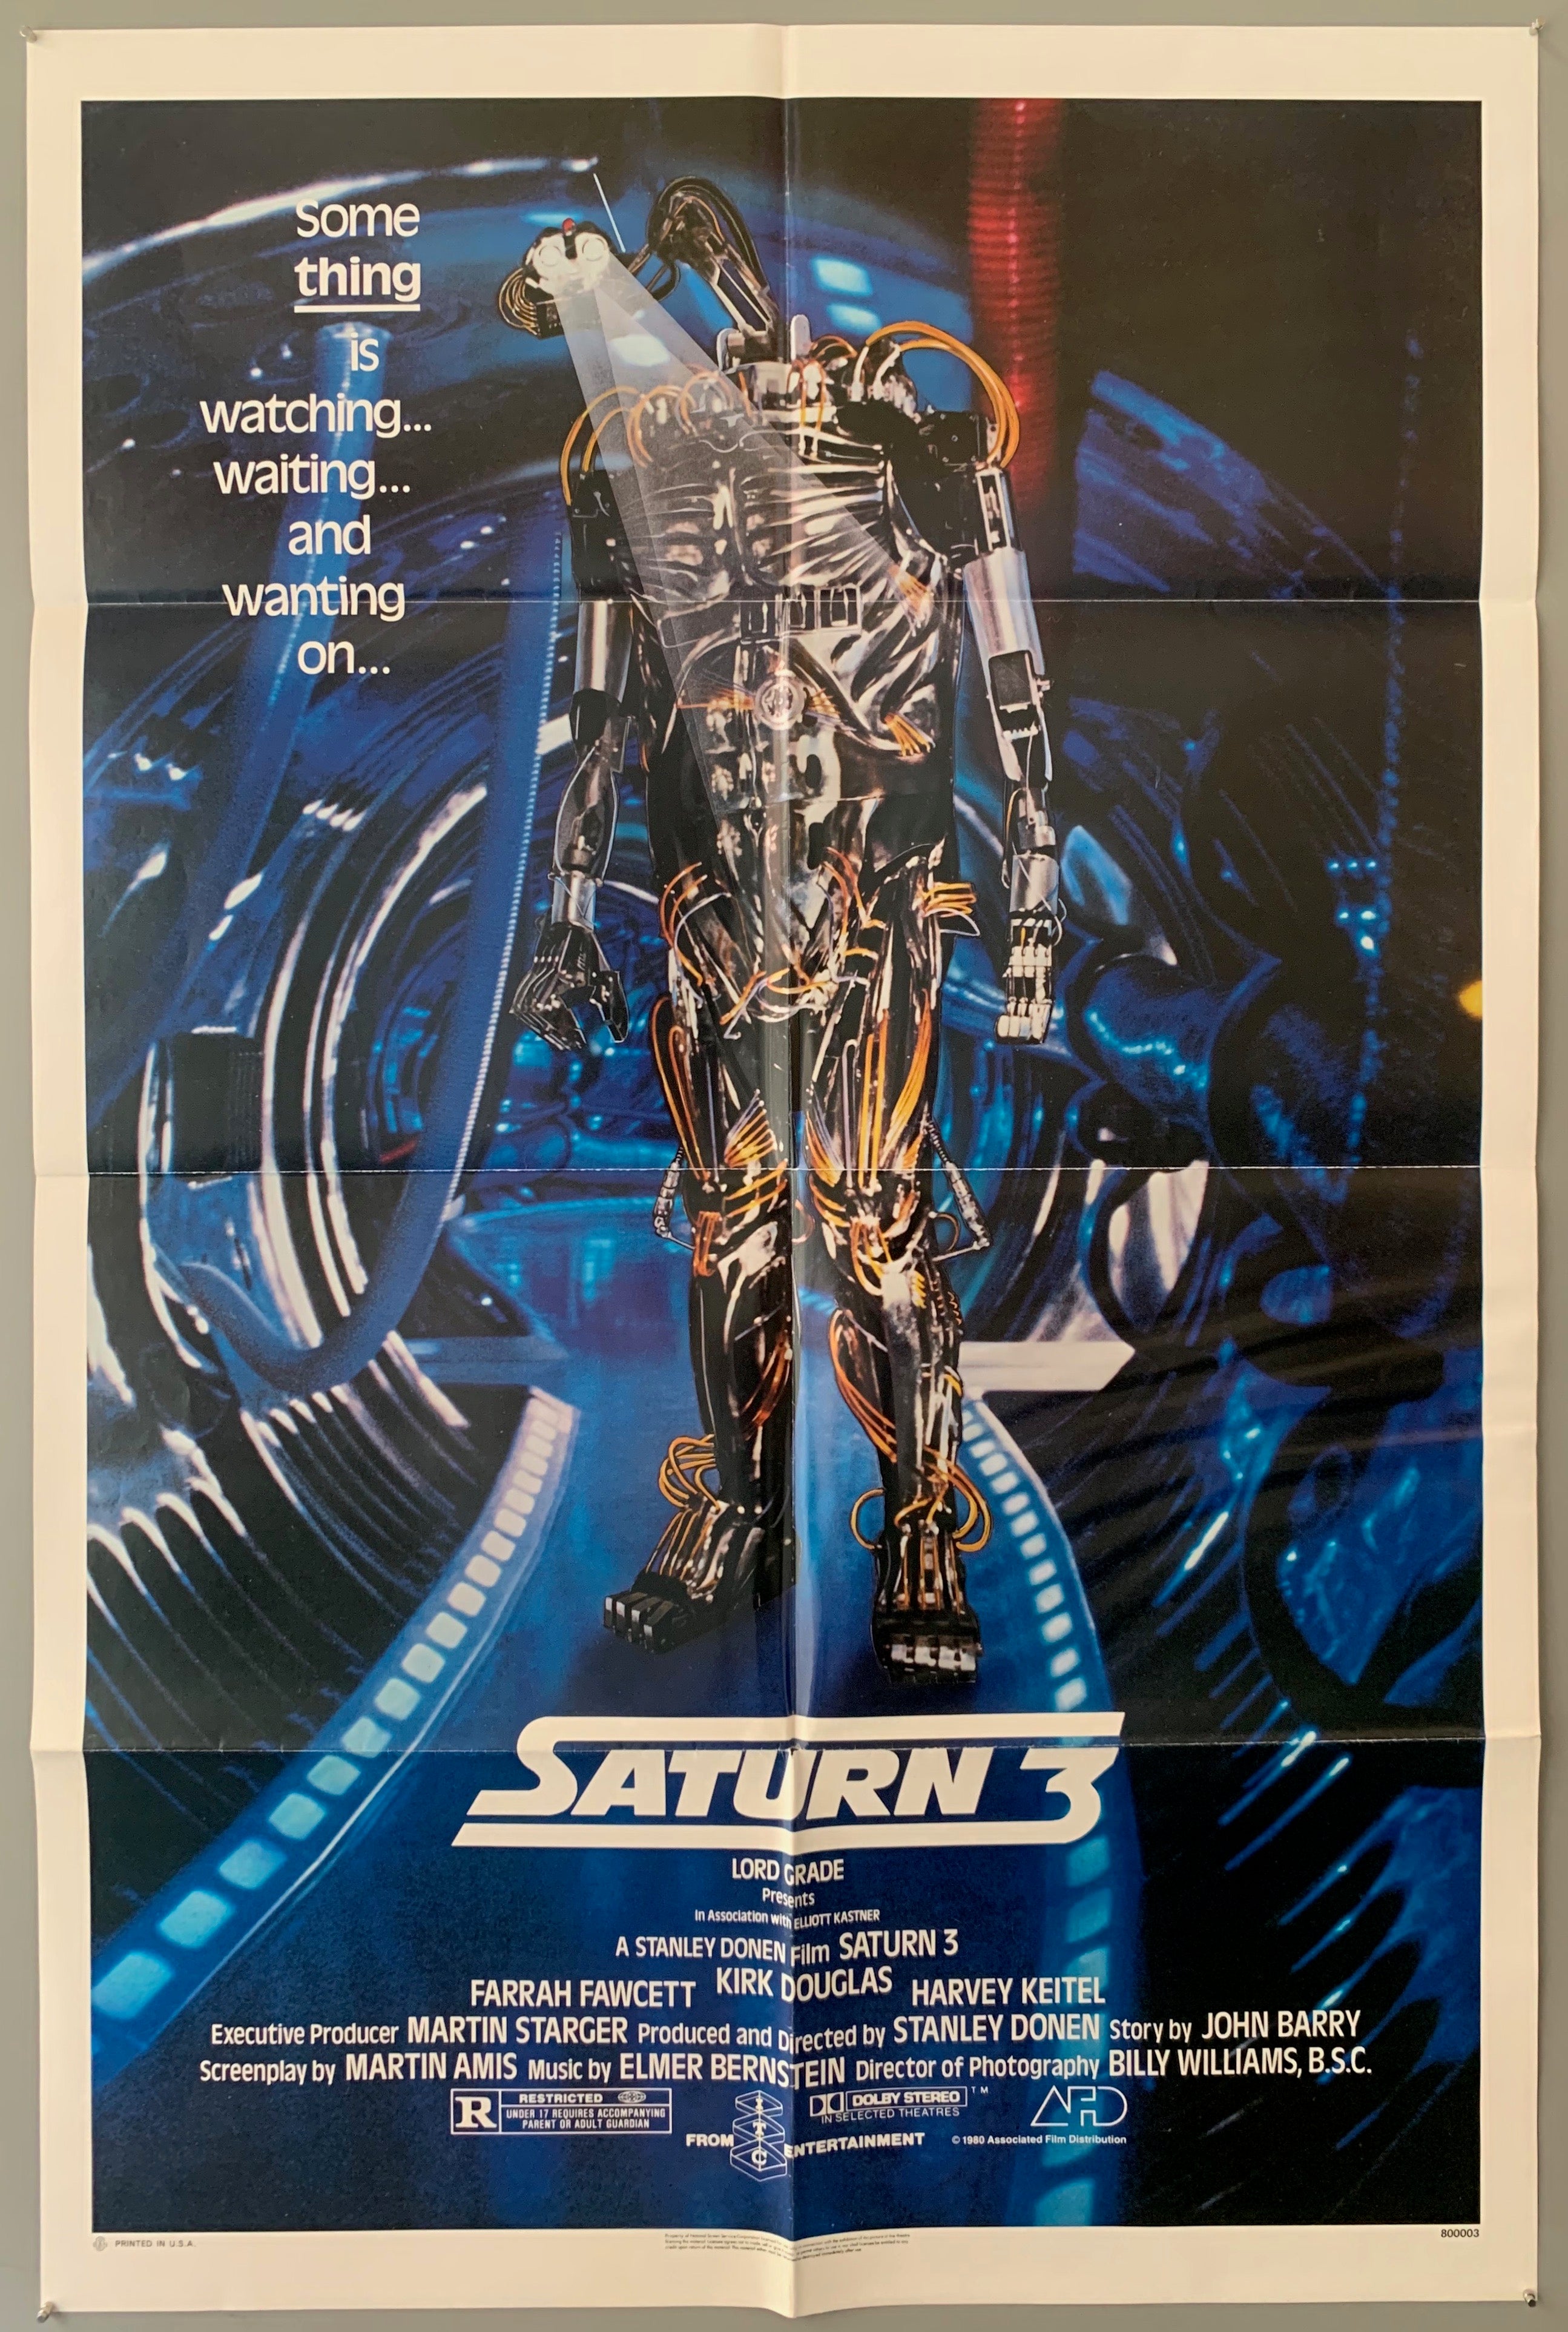 Some
thing
is
watching...
waiting...
and
wanting
on...
SATURN 3
LORD GRADE
Presents
In Association with ELLIOTT KASTNER
A STANLEY DONEN Film SATURN 3
FARRAH FAWCETT KIRK DOUGLAS HARVEY KEITEL
Executive Producer MARTIN STARGER Produced and Directed by STANLEY DONEN Story by JOHN BARRY
Screenplay by MARTIN AMIS Music by ELMER BERNSTEIN Director of Photography BILLY WILLIAMS, B.S.C.
R RESTRICTED
UNDER 17 REQUIRES ACCOMPANYING
PARENT OR ADULT GUARDIAN
DOLBY STEREO TM
IN SELECTED THEATRES
AFD
FROM ITC ENTERTAINMENT
© 1980 Associated Film Distribution
PRINTED IN U.S.A.
800003